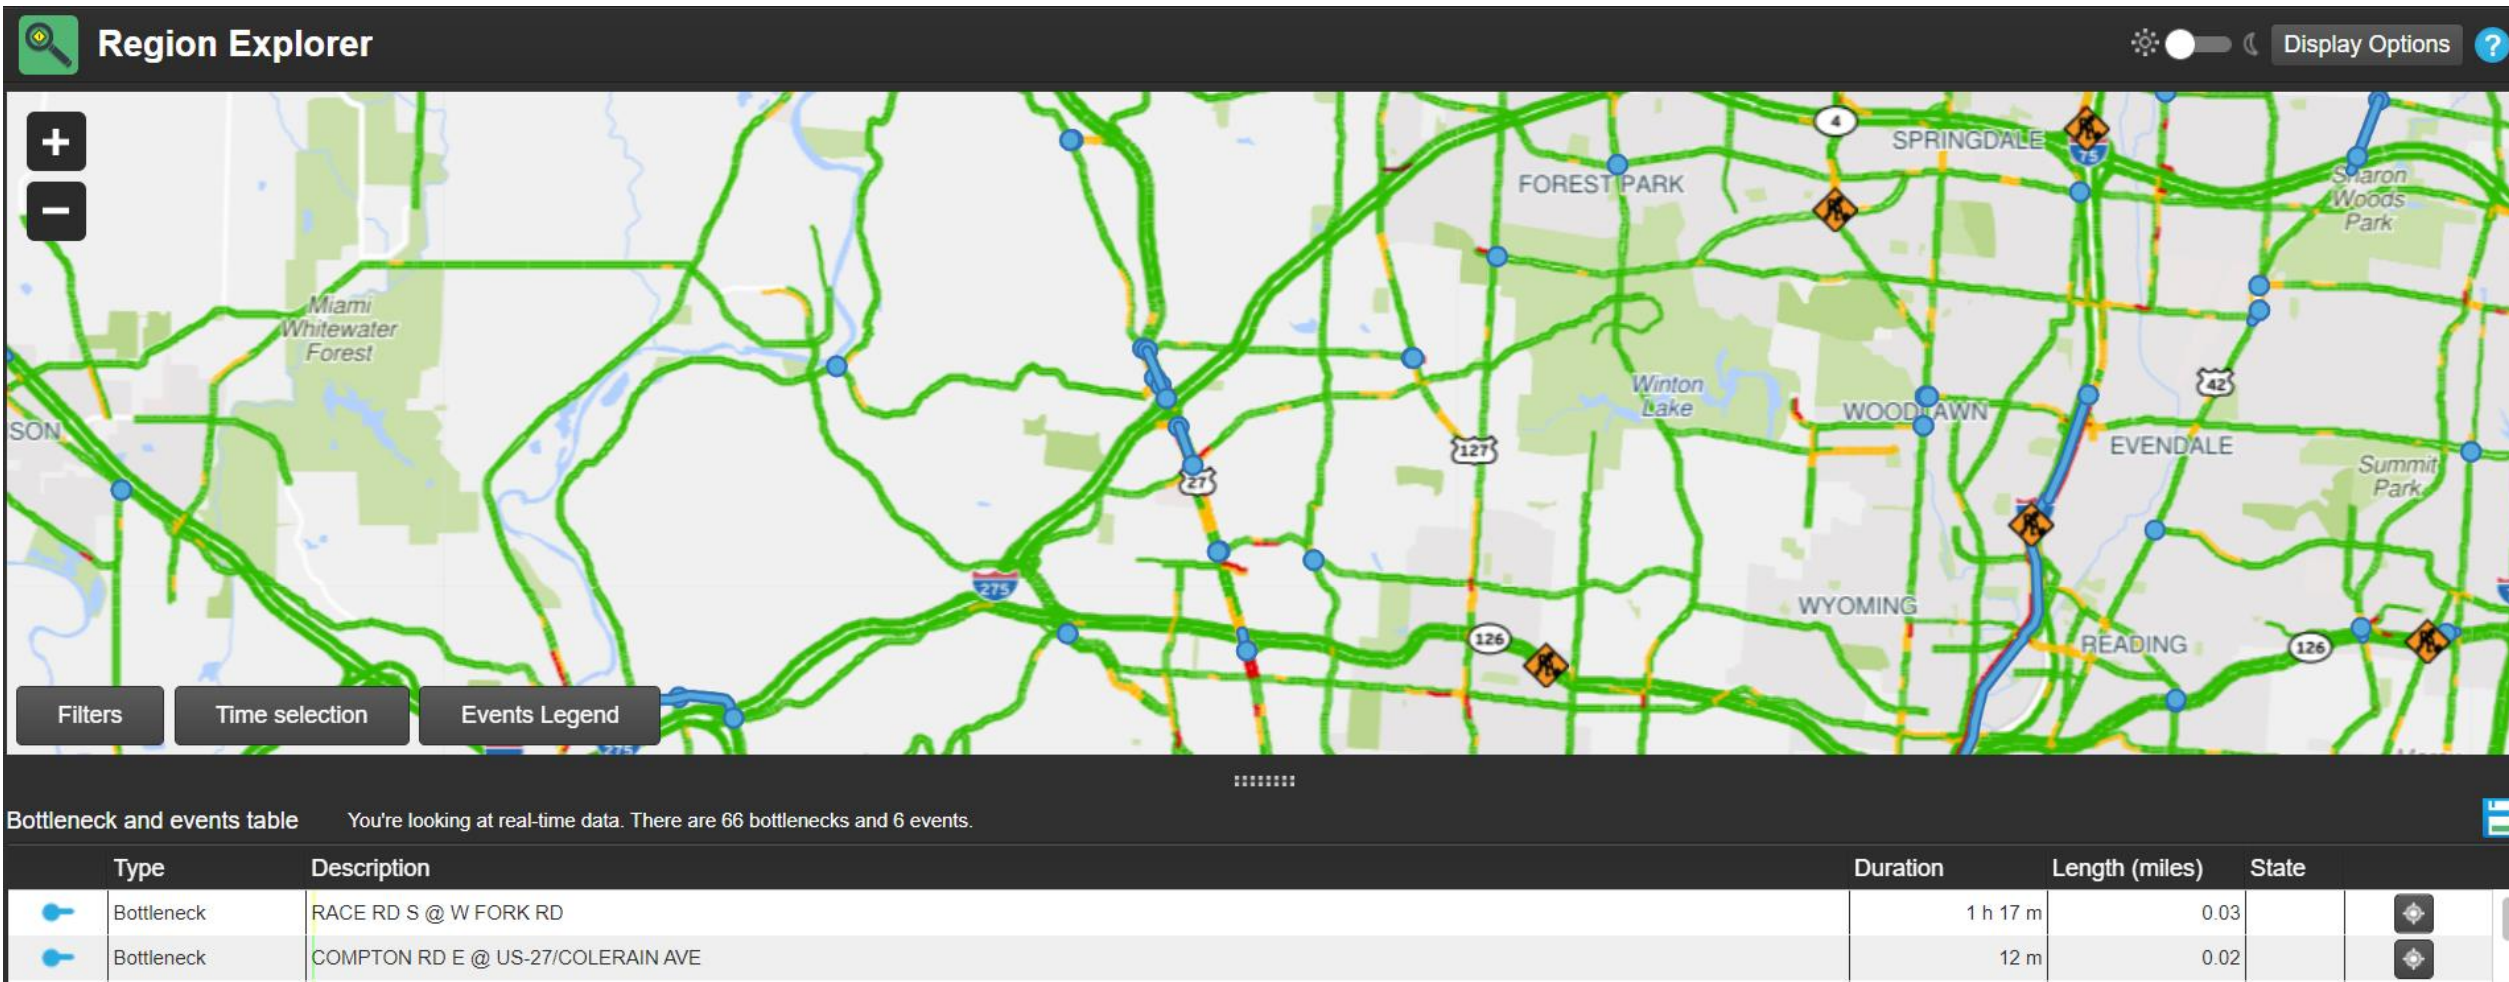 Region Explorer
Display Options
?
+
−
4
SPRINGDALE
75
FOREST PARK
Sharon
Woods
Park
Miami
Whitewater
Forest
Winton
Lake
42
WOODLAWN
SON
127
EVENDALE
Summit
Park
27
275
WYOMING
126
READING
126
Filters
Time selection
Events Legend
275
Bottleneck and events table You're looking at real-time data. There are 66 bottlenecks and 6 events.
Type Description Duration Length (miles) State
Bottleneck RACE RD S @ W FORK RD 1 h 17 m 0.03
Bottleneck COMPTON RD E @ US-27/COLERAIN AVE 12 m 0.02